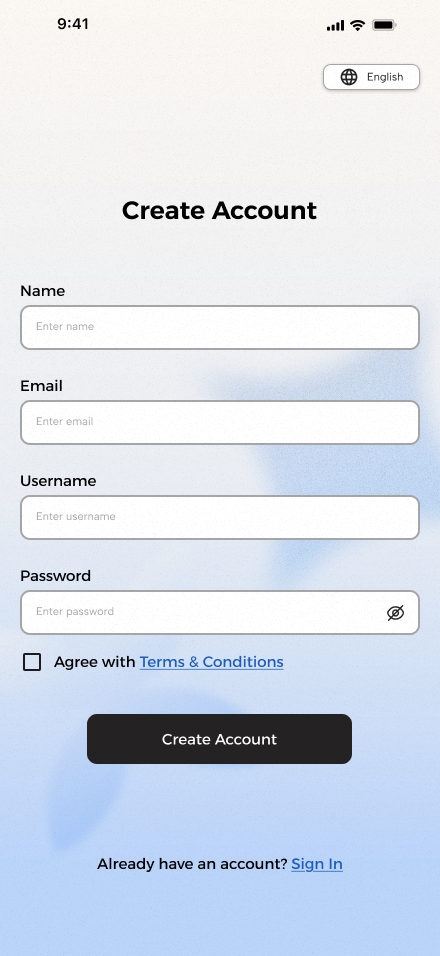 9:41
English
Create Account
Name
Enter name
Email
Enter email
Username
Enter username
Password
Enter password
Agree with Terms & Conditions
Create Account
Already have an account? Sign In